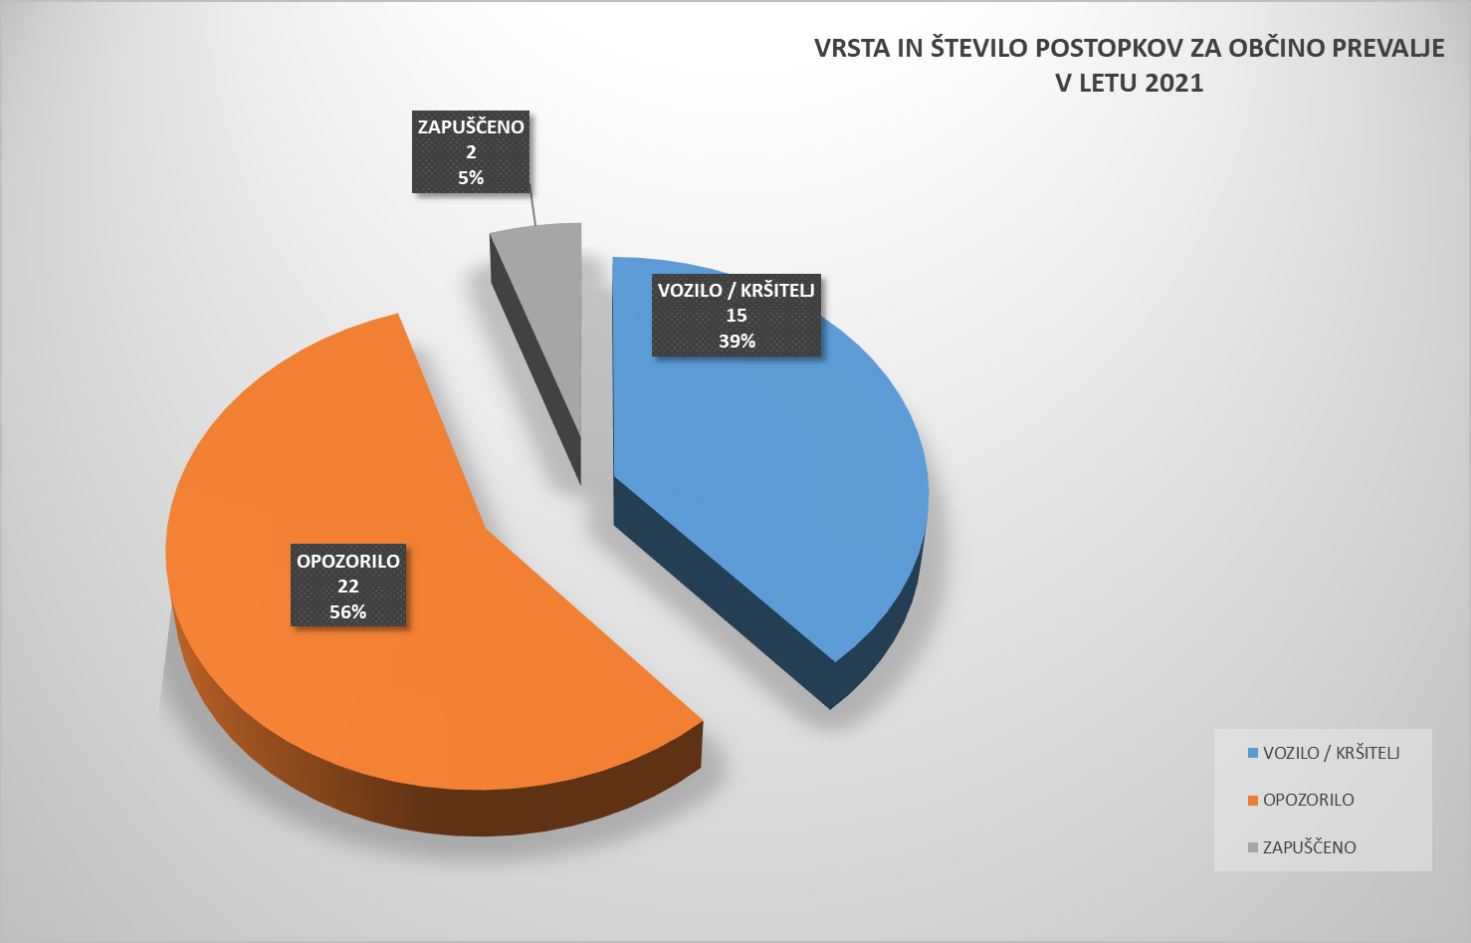 VRSTA IN ŠTEVILO POSTOPKOV ZA OBČINO PREVALJE
V LETU 2021
ZAPUŠČENO
2
5%
VOZILO / KRŠITELJ
15
39%
OPOZORILO
22
56%
VOZILO / KRŠITELJ
OPOZORILO
ZAPUŠČENO